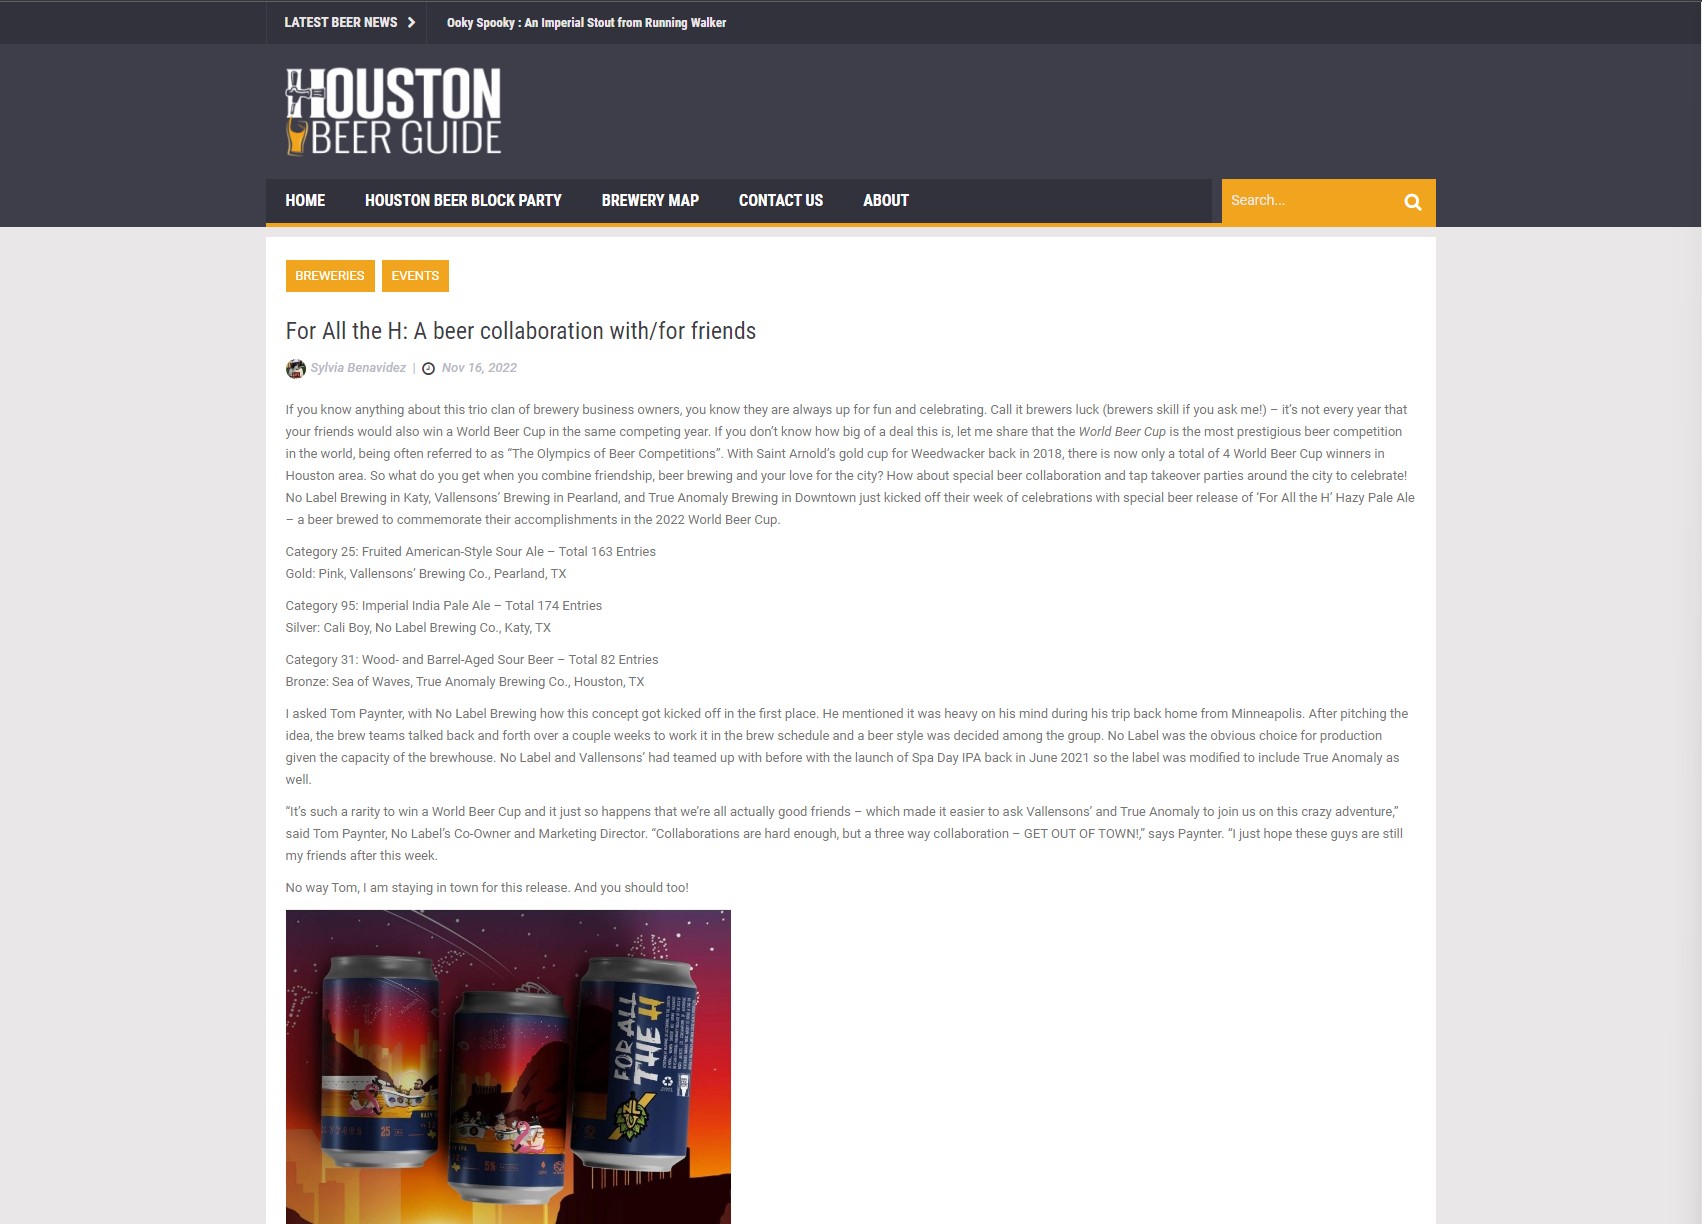 LATEST BEER NEWS
Ooky Spooky : An Imperial Stout from Running Walker
HOUSTON
BEER GUIDE
HOME
HOUSTON BEER BLOCK PARTY
BREWERY MAP
CONTACT US
ABOUT
Search...
BREWERIES
EVENTS
For All the H: A beer collaboration with/for friends
Sylvia Benavidez | Nov 16, 2022
If you know anything about this trio clan of brewery business owners, you know they are always up for fun and celebrating. Call it brewers luck (brewers skill if you ask me!) – it’s not every year that
your friends would also win a World Beer Cup in the same competing year. If you don’t know how big of a deal this is, let me share that the World Beer Cup is the most prestigious beer competition
in the world, being often referred to as “The Olympics of Beer Competitions”. With Saint Arnold’s gold cup for Weedwacker back in 2018, there is now only a total of 4 World Beer Cup winners in
Houston area. So what do you get when you combine friendship, beer brewing and your love for the city? How about special beer collaboration and tap takeover parties around the city to celebrate!
No Label Brewing in Katy, Vallensons’ Brewing in Pearland, and True Anomaly Brewing in Downtown just kicked off their week of celebrations with special beer release of ‘For All the H’ Hazy Pale Ale
– a beer brewed to commemorate their accomplishments in the 2022 World Beer Cup.
Category 25: Fruited American-Style Sour Ale – Total 163 Entries
Gold: Pink, Vallensons’ Brewing Co., Pearland, TX
Category 95: Imperial India Pale Ale – Total 174 Entries
Silver: Cali Boy, No Label Brewing Co., Katy, TX
Category 31: Wood- and Barrel-Aged Sour Beer – Total 82 Entries
Bronze: Sea of Waves, True Anomaly Brewing Co., Houston, TX
I asked Tom Paynter, with No Label Brewing how this concept got kicked off in the first place. He mentioned it was heavy on his mind during his trip back home from Minneapolis. After pitching the
idea, the brew teams talked back and forth over a couple weeks to work it in the brew schedule and a beer style was decided among the group. No Label was the obvious choice for production
given the capacity of the brewhouse. No Label and Vallensons’ had teamed up with before with the launch of Spa Day IPA back in June 2021 so the label was modified to include True Anomaly as
well.
“It’s such a rarity to win a World Beer Cup and it just so happens that we’re all actually good friends – which made it easier to ask Vallensons’ and True Anomaly to join us on this crazy adventure,”
said Tom Paynter, No Label’s Co-Owner and Marketing Director. “Collaborations are hard enough, but a three way collaboration – GET OUT OF TOWN!,” says Paynter. “I just hope these guys are still
my friends after this week.
No way Tom, I am staying in town for this release. And you should too!
FOR ALL
THE H
25
5%